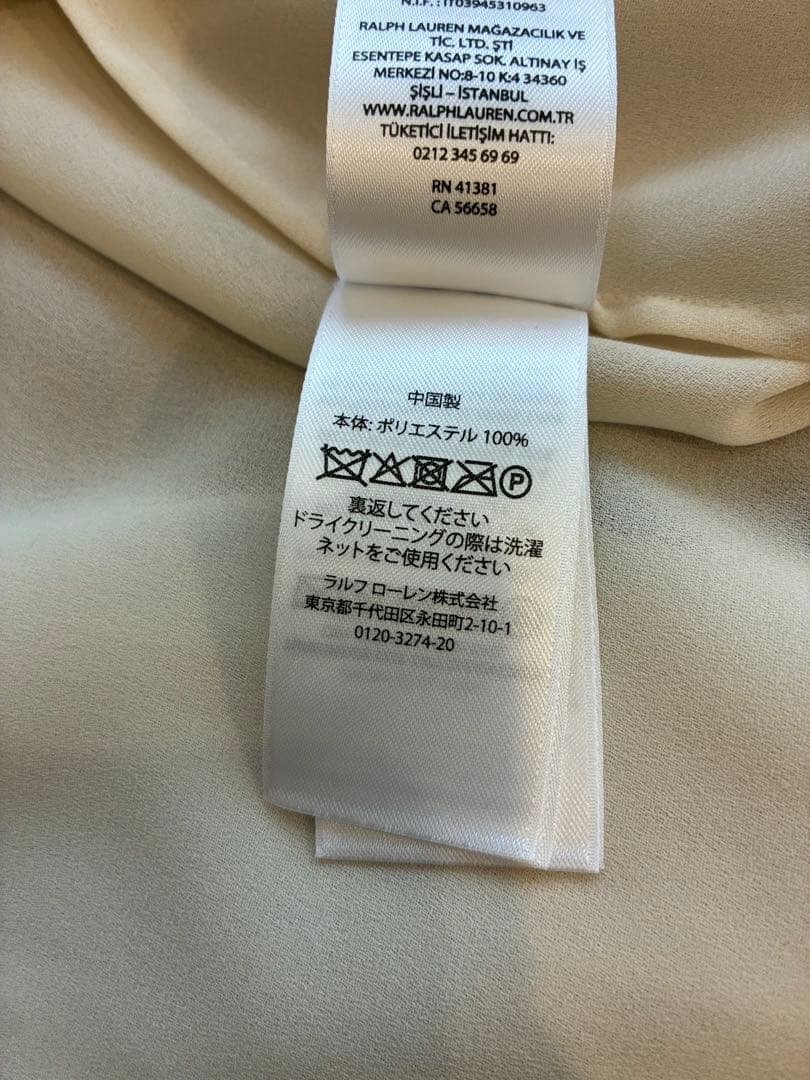 N.I.F. : IT03945310963
RALPH LAUREN MAĞAZACILIK VE
TİC. LTD. ŞTİ
ESENTEPE KASAP SOK. ALTINAY İŞ
MERKEZİ NO:8-10 K:4 34360
ŞİŞLİ – İSTANBUL
WWW.RALPHLAUREN.COM.TR
TÜKETİCİ İLETİŞİM HATTI:
0212 345 69 69
RN 41381
CA 56658
中国製
本体: ポリエステル 100%
P
裏返してください
ドライクリーニングの際は洗濯
ネットをご使用ください
ラルフ ローレン株式会社
東京都千代田区永田町2-10-1
0120-3274-20